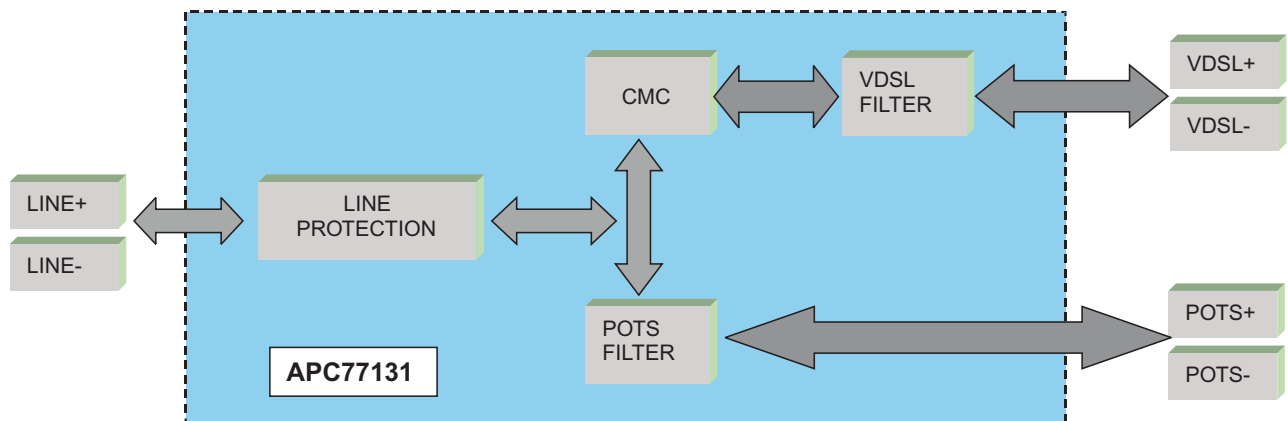 LINE+
LINE-
LINE
PROTECTION
CMC
VDSL
FILTER
VDSL+
VDSL-
POTS
FILTER
POTS+
POTS-
APC77131